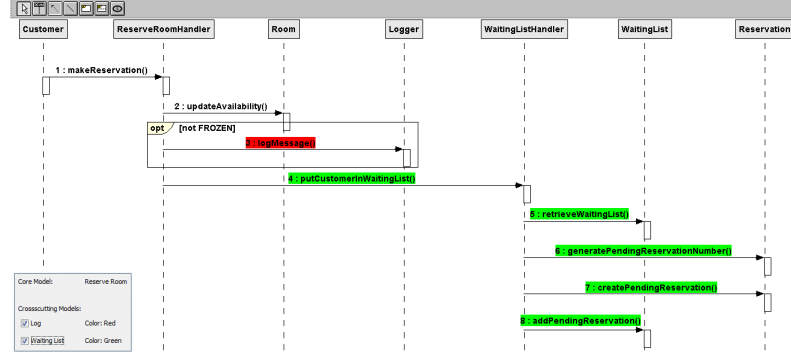 Customer
ReserveRoomHandler
Room
Logger
WaitingListHandler
WaitingList
Reservation
1 : makeReservation()
2 : updateAvailability()
opt [not FROZEN]
3 : logMessage()
4 : putCustomerInWaitingList()
5 : retrieveWaitingList()
6 : generatePendingReservationNumber()
7 : createPendingReservation()
8 : addPendingReservation()
Core Model: Reserve Room
Crossscutting Models:
Log Color: Red
Waiting List Color: Green